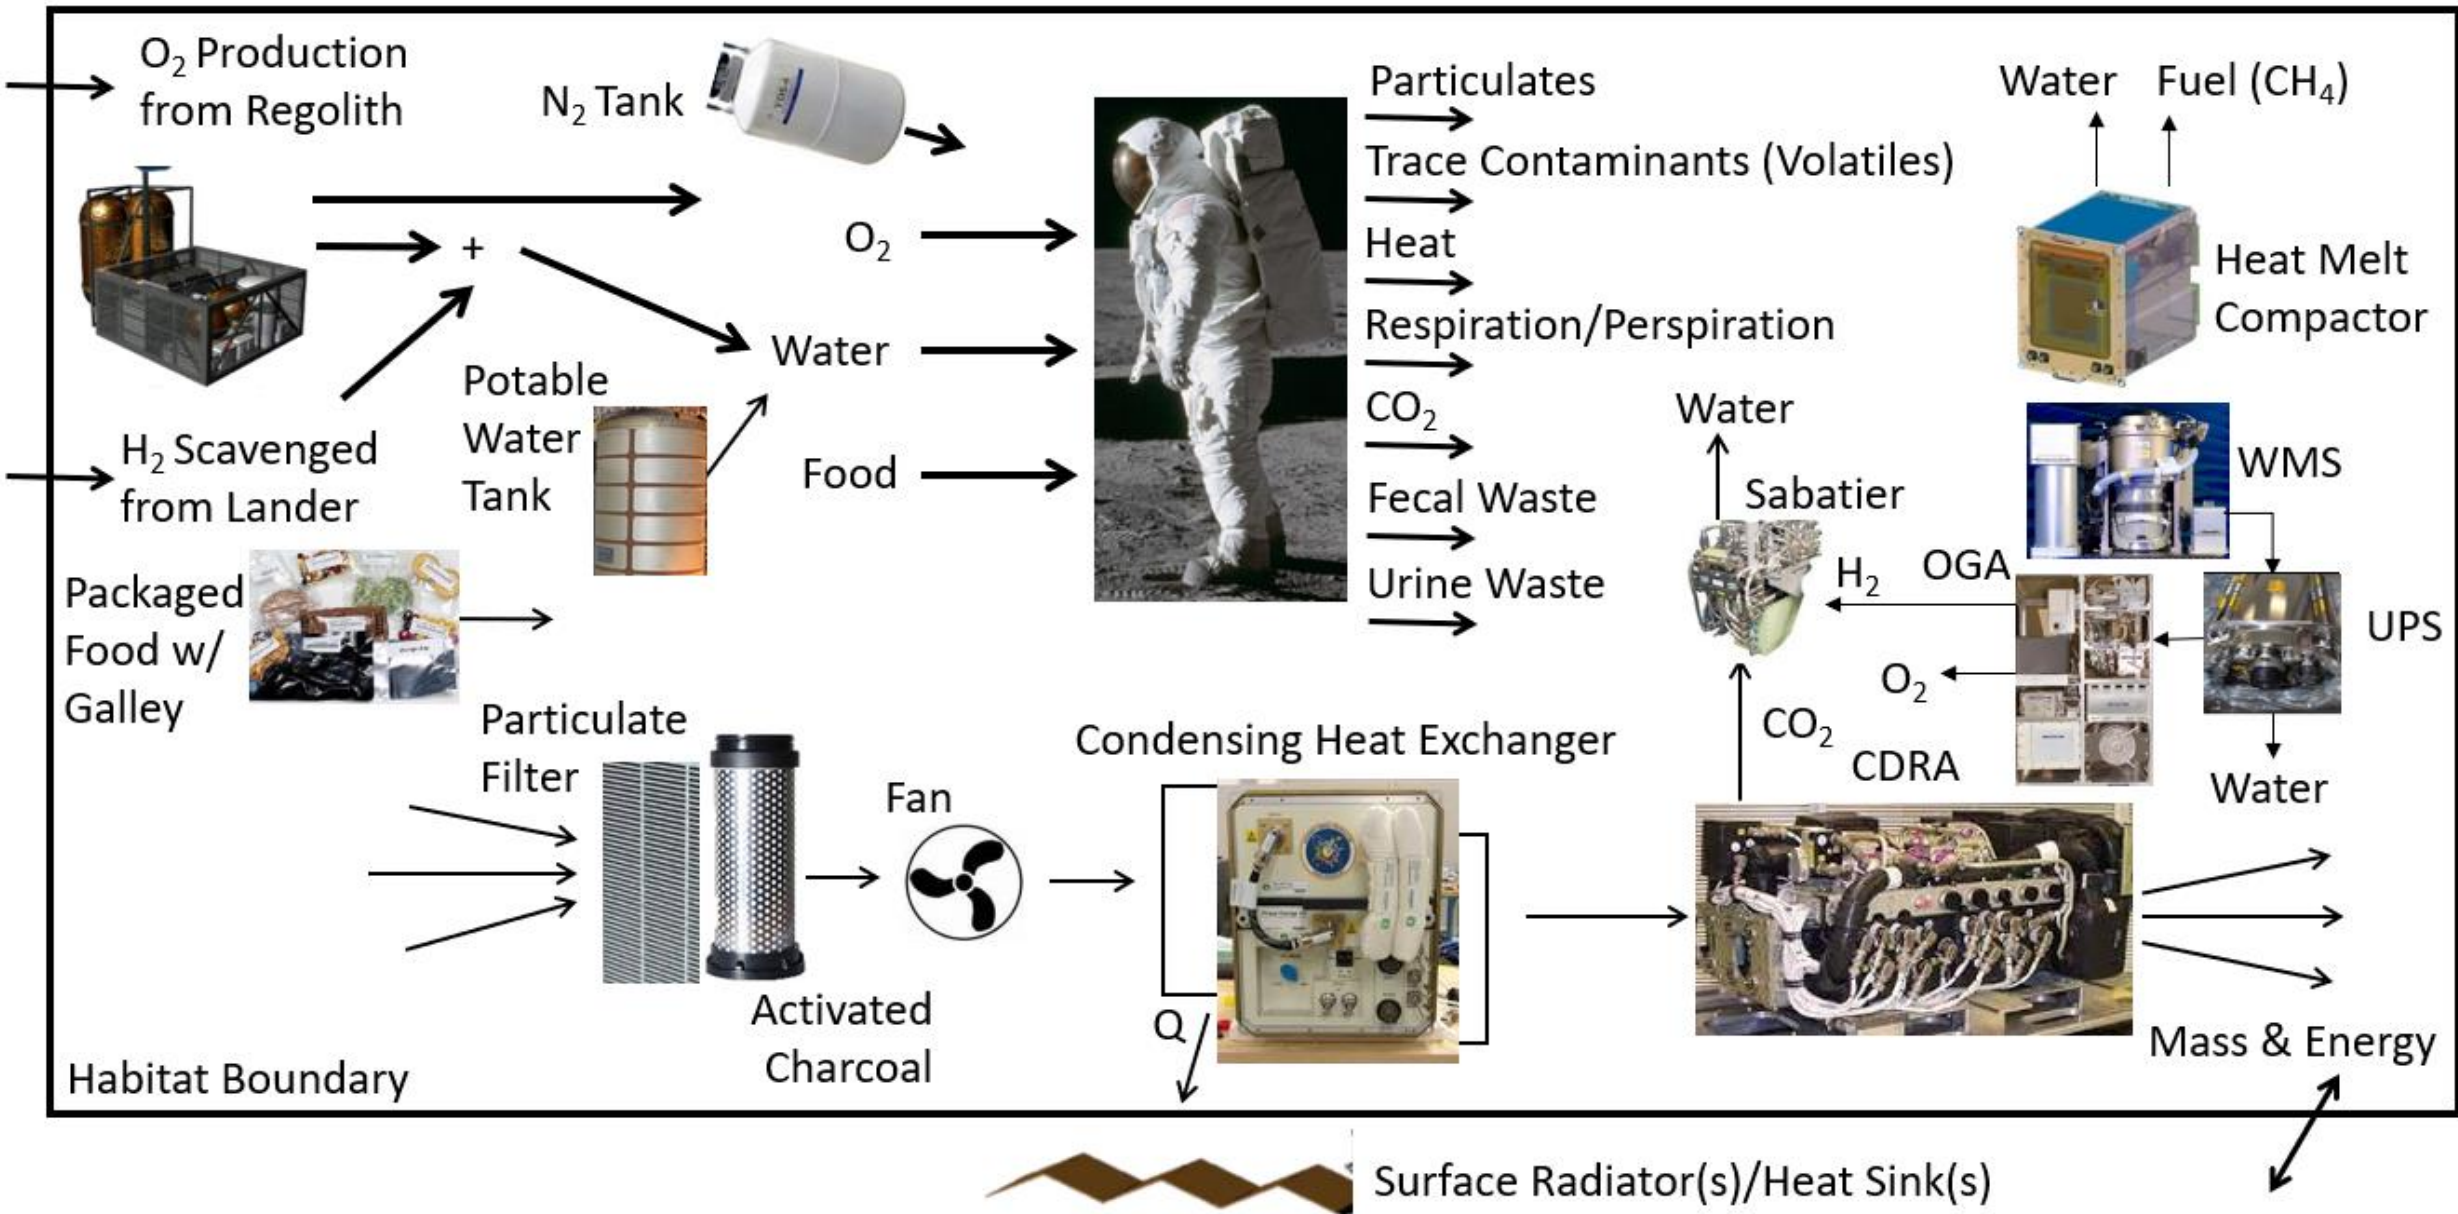 O₂ Production
from Regolith
N₂ Tank
Particulates
Water
Fuel (CH₄)
Trace Contaminants (Volatiles)
O₂
+
Heat
Heat Melt
Compactor
Water
Respiration/Perspiration
Potable
Water
Tank
CO₂
Water
H₂ Scavenged
from Lander
Food
Fecal Waste
Sabatier
WMS
Urine Waste
H₂
OGA
UPS
Packaged
Food w/
Galley
O₂
Particulate
Filter
Condensing Heat Exchanger
CO₂
CDRA
Water
Fan
Activated
Charcoal
Q
Mass & Energy
Habitat Boundary
Surface Radiator(s)/Heat Sink(s)